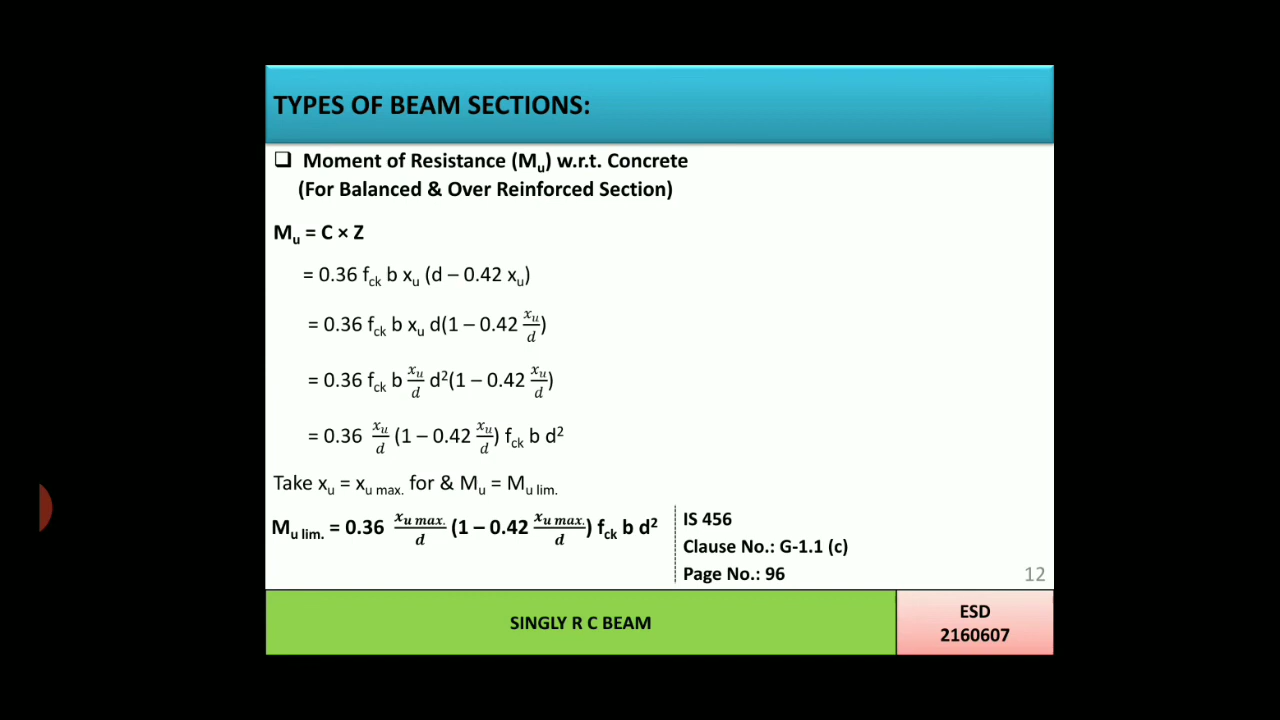 TYPES OF BEAM SECTIONS:
❑ Moment of Resistance (Mu) w.r.t. Concrete
(For Balanced & Over Reinforced Section)
Mu = C × Z
= 0.36 fck b xu (d – 0.42 xu)
= 0.36 fck b xu d(1 – 0.42 xu/d)
= 0.36 fck b xu/d d²(1 – 0.42 xu/d)
= 0.36 xu/d (1 – 0.42 xu/d) fck b d²
Take xu = xu max. for & Mu = Mu lim.
Mu lim. = 0.36 xu max./d (1 – 0.42 xu max./d) fck b d²
IS 456
Clause No.: G-1.1 (c)
Page No.: 96
12
SINGLY R C BEAM
ESD
2160607